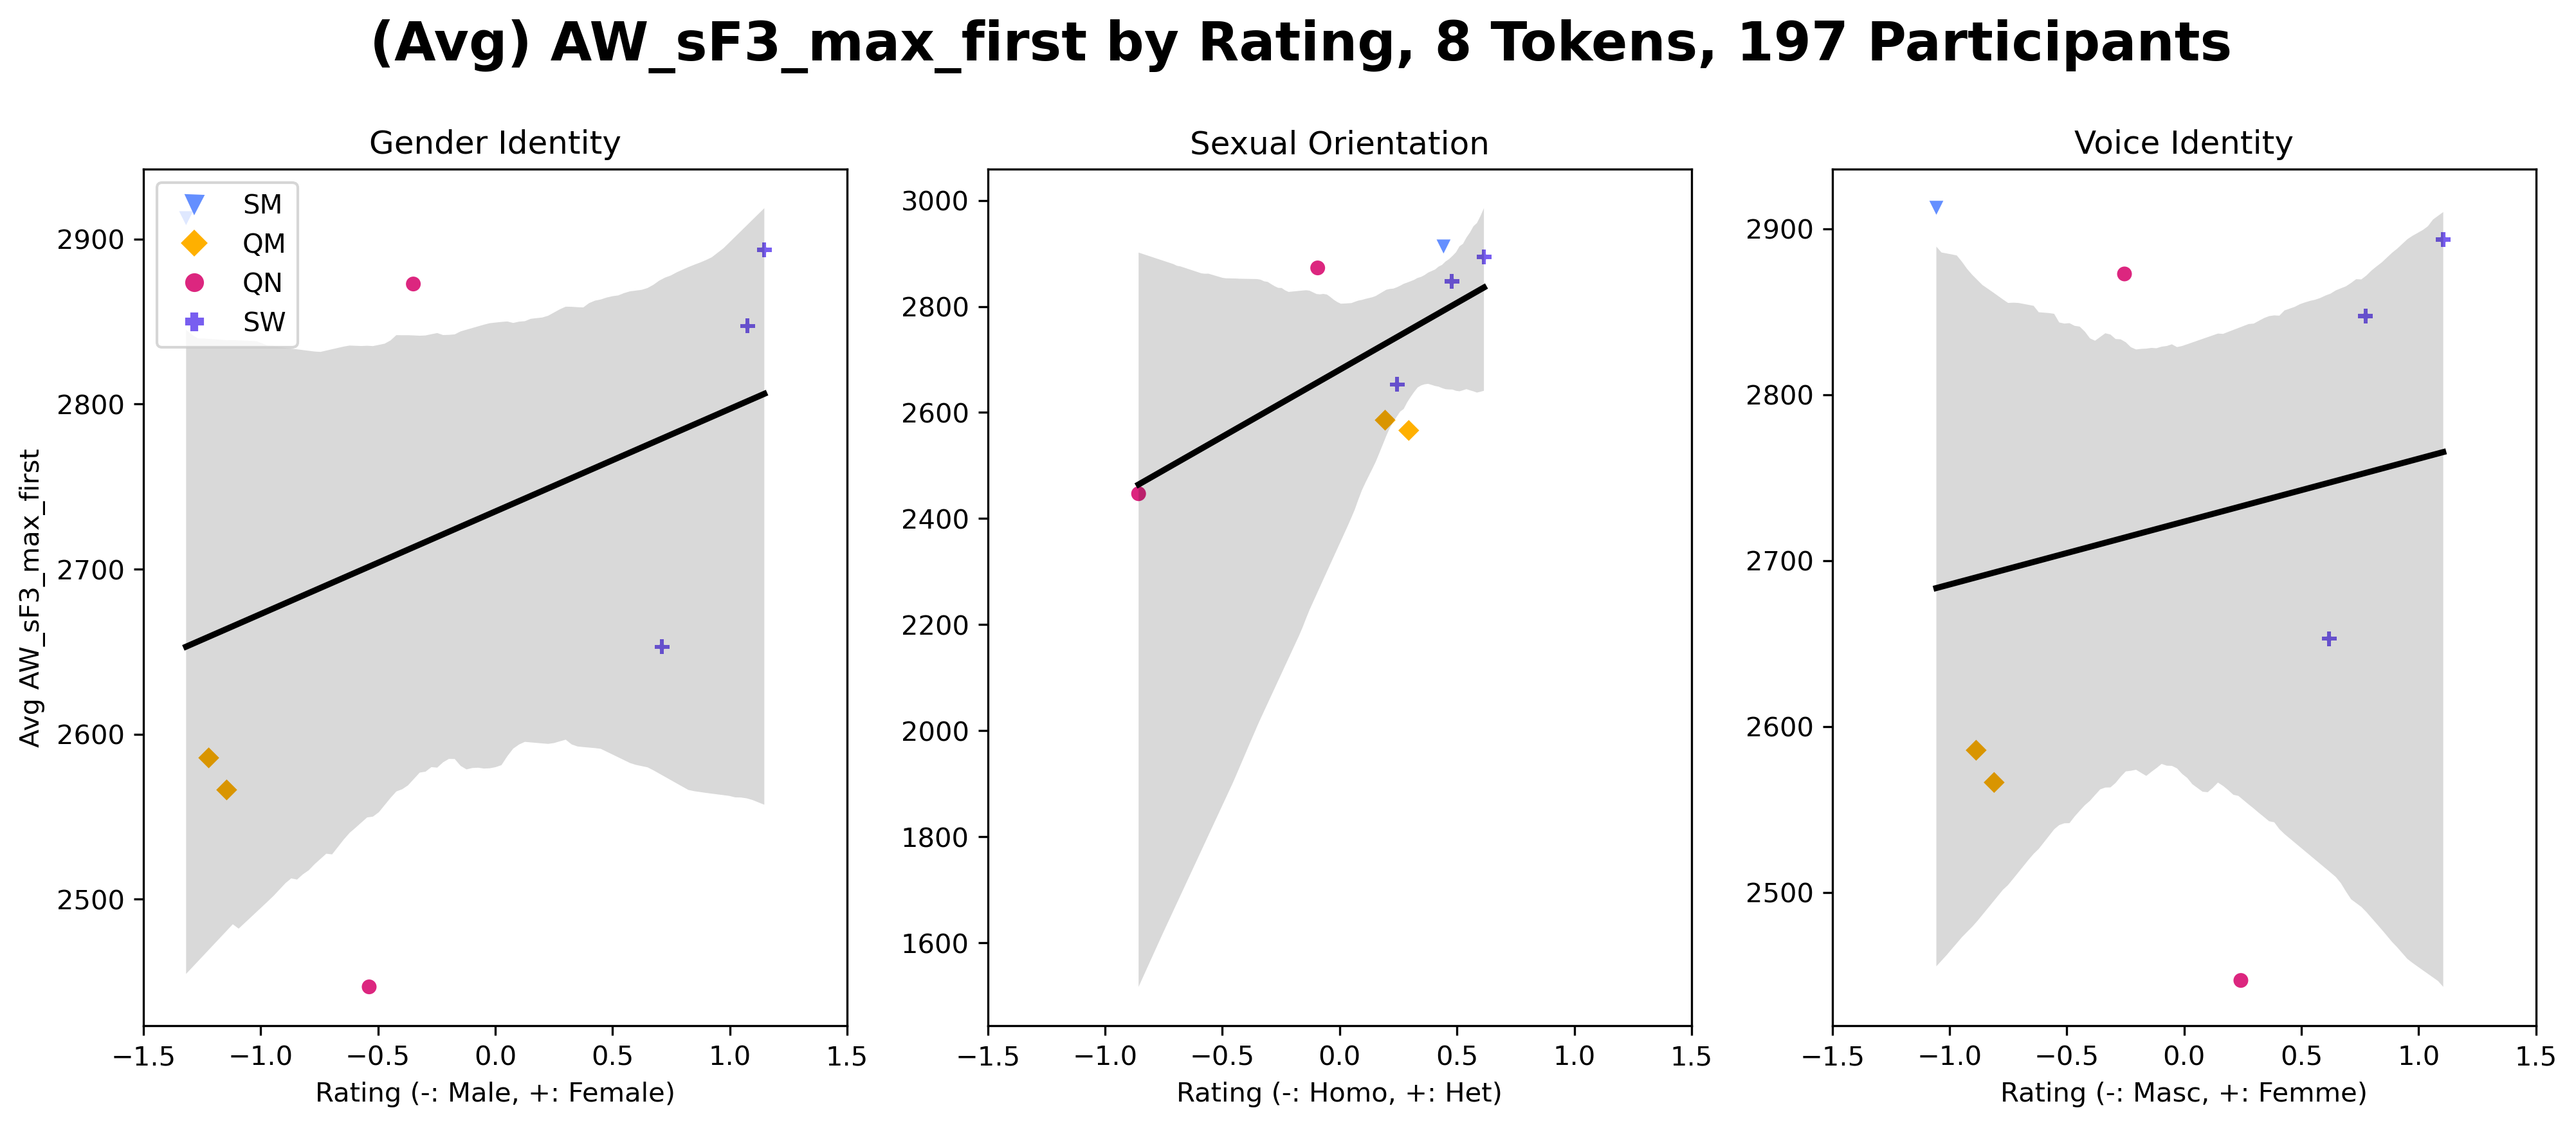 (Avg) AW_sF3_max_first by Rating, 8 Tokens, 197 Participants
Gender Identity
SM
QM
QN
SW
2900
2800
2700
2600
2500
Avg AW_sF3_max_first
−1.5 −1.0 −0.5 0.0 0.5 1.0 1.5
Rating (-: Male, +: Female)
Sexual Orientation
3000
2800
2600
2400
2200
2000
1800
1600
−1.5 −1.0 −0.5 0.0 0.5 1.0 1.5
Rating (-: Homo, +: Het)
Voice Identity
2900
2800
2700
2600
2500
−1.5 −1.0 −0.5 0.0 0.5 1.0 1.5
Rating (-: Masc, +: Femme)